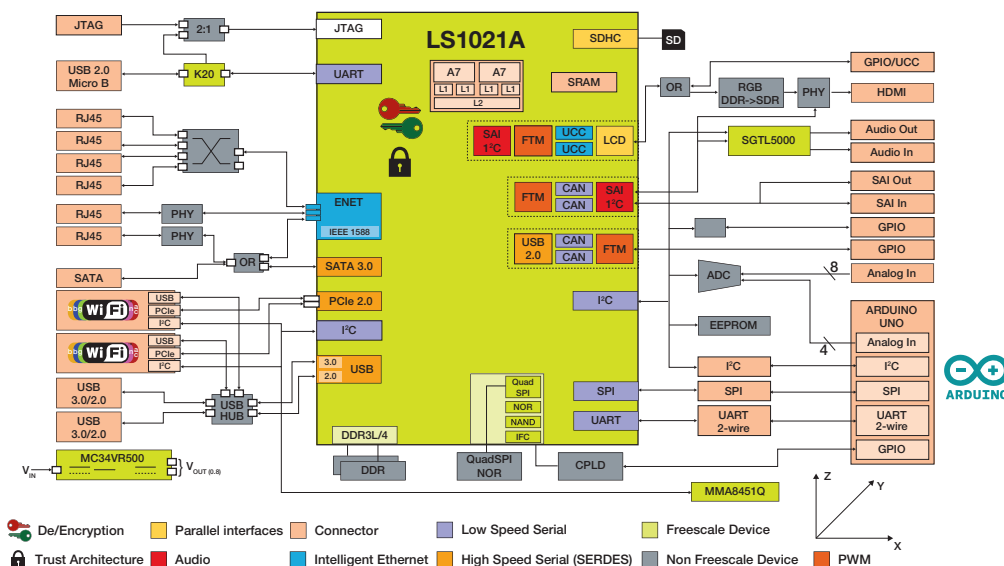 JTAG
2:1
JTAG
LS1021A
SDHC
SD
USB 2.0
Micro B
K20
UART
A7
A7
L1
L1
L1
L1
L2
SRAM
OR
RGB
DDR->SDR
PHY
GPIO/UCC
HDMI
RJ45
RJ45
RJ45
RJ45
SAI
I²C
FTM
UCC
UCC
LCD
SGTL5000
Audio Out
Audio In
FTM
CAN
CAN
SAI
I²C
SAI Out
SAI In
RJ45
PHY
RJ45
PHY
ENET
IEEE 1588
USB
2.0
CAN
CAN
FTM
GPIO
GPIO
SATA
OR
SATA 3.0
ADC
8
Analog In
WiFi
USB
PCIe
I²C
PCIe 2.0
I²C
I²C
EEPROM
4
ARDUINO
UNO
Analog In
WiFi
USB
PCIe
I²C
3.0
2.0
USB
I²C
I²C
USB
3.0/2.0
USB
3.0/2.0
USB
HUB
Quad
SPI
NOR
NAND
IFC
SPI
SPI
SPI
ARDUINO
UART
UART
2-wire
UART
2-wire
DDR3L/4
DDR
QuadSPI
NOR
CPLD
GPIO
MC34VR500
VIN
VOUT (0.8)
MMA8451Q
Z
Y
X
De/Encryption
Parallel interfaces
Connector
Low Speed Serial
Freescale Device
Trust Architecture
Audio
Intelligent Ethernet
High Speed Serial (SERDES)
Non Freescale Device
PWM